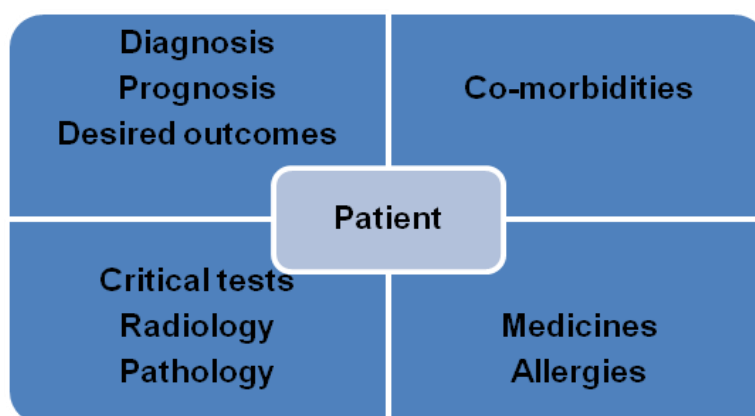 Diagnosis
Prognosis
Desired outcomes
Co-morbidities
Patient
Critical tests
Radiology
Pathology
Medicines
Allergies